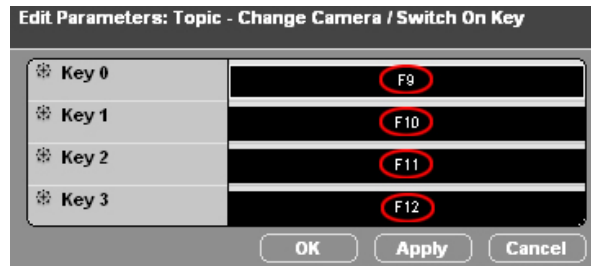 Edit Parameters: Topic - Change Camera / Switch On Key
Key 0 F9
Key 1 F10
Key 2 F11
Key 3 F12
OK Apply Cancel